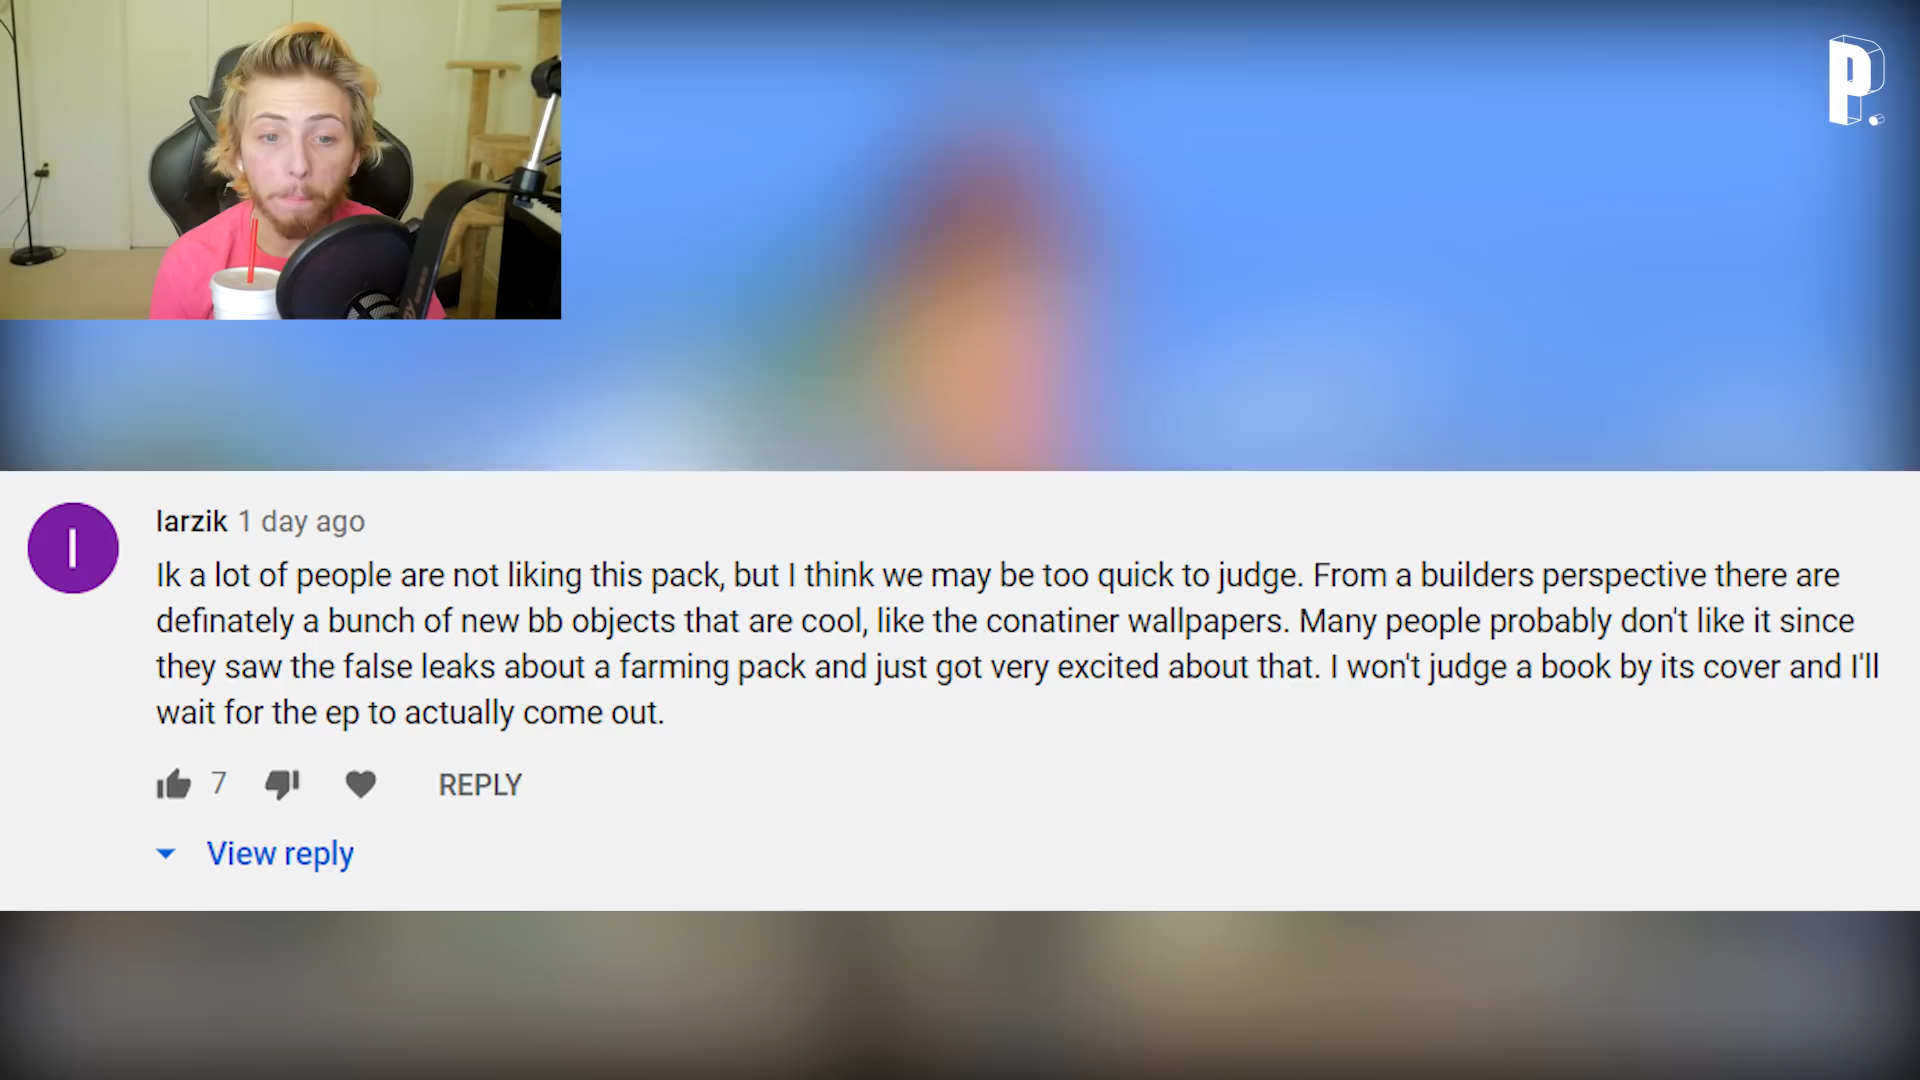 P.
I
larzik 1 day ago
Ik a lot of people are not liking this pack, but I think we may be too quick to judge. From a builders perspective there are
definately a bunch of new bb objects that are cool, like the conatiner wallpapers. Many people probably don't like it since
they saw the false leaks about a farming pack and just got very excited about that. I won't judge a book by its cover and I'll
wait for the ep to actually come out.
7 REPLY
View reply